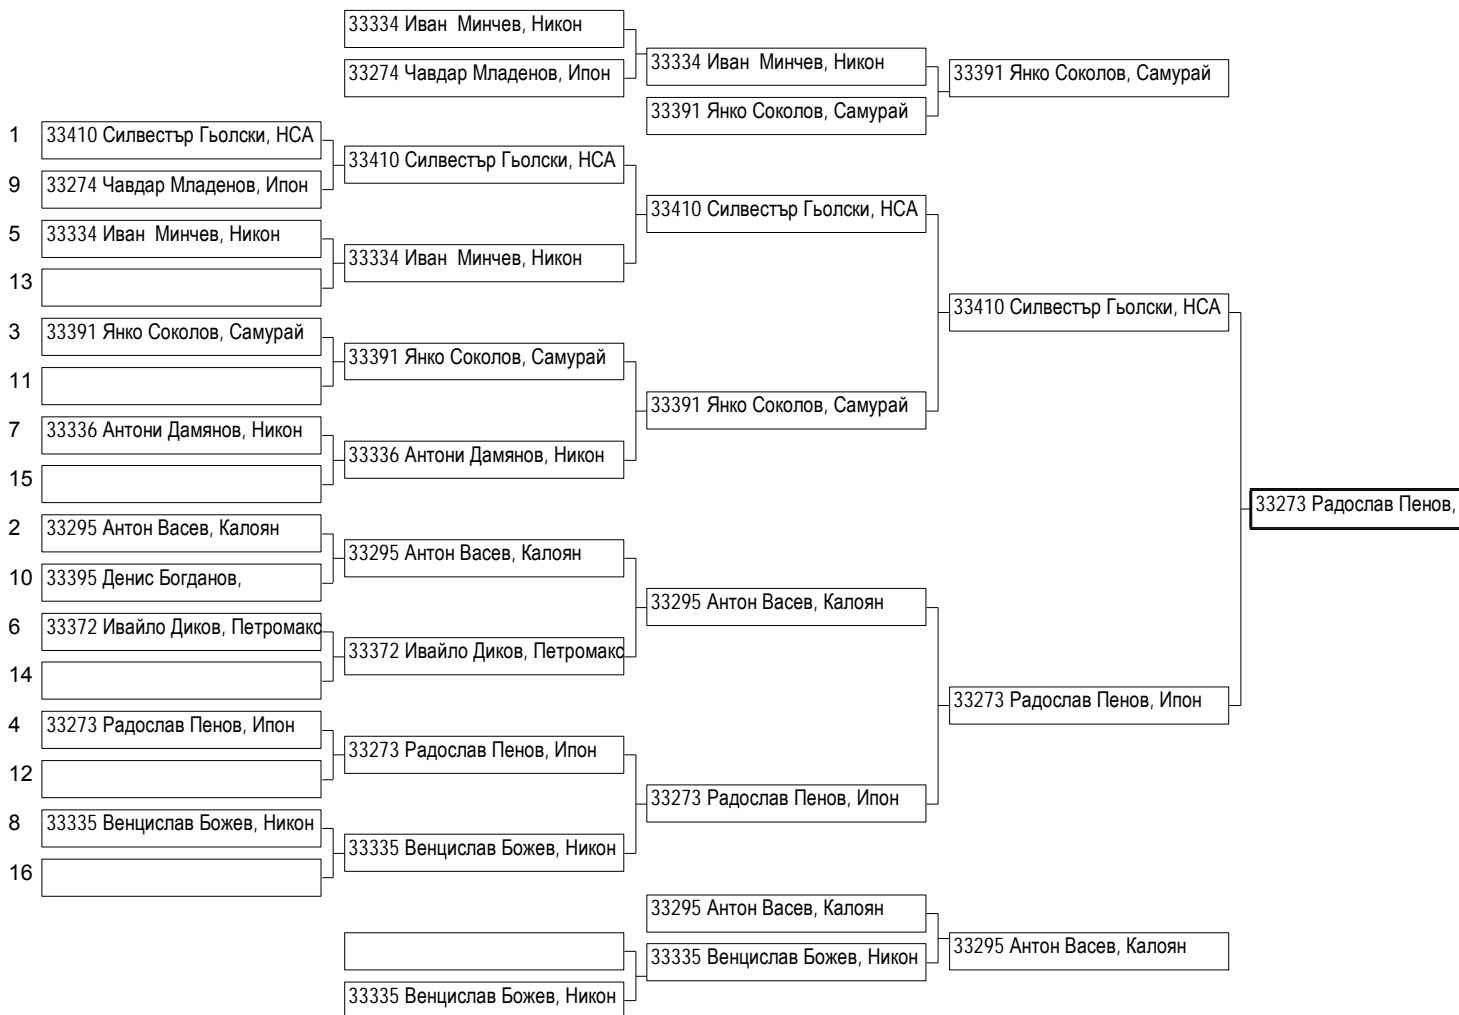 33334 Иван  Минчев, Никон
33274 Чавдар Младенов, Ипон
33334 Иван  Минчев, Никон
33391 Янко Соколов, Самурай
33391 Янко Соколов, Самурай
1
33410 Силвестър Гьолски, НСА
9
33274 Чавдар Младенов, Ипон
5
33334 Иван  Минчев, Никон
13
3
33391 Янко Соколов, Самурай
11
7
33336 Антони Дамянов, Никон
15
2
33295 Антон Васев, Калоян
10
33395 Денис Богданов,
6
33372 Ивайло Диков, Петромакс
14
4
33273 Радослав Пенов, Ипон
12
8
33335 Венцислав Божев, Никон
16
33410 Силвестър Гьолски, НСА
33334 Иван  Минчев, Никон
33391 Янко Соколов, Самурай
33336 Антони Дамянов, Никон
33295 Антон Васев, Калоян
33372 Ивайло Диков, Петромакс
33273 Радослав Пенов, Ипон
33335 Венцислав Божев, Никон
33410 Силвестър Гьолски, НСА
33391 Янко Соколов, Самурай
33295 Антон Васев, Калоян
33273 Радослав Пенов, Ипон
33410 Силвестър Гьолски, НСА
33273 Радослав Пенов, Ипон
33273 Радослав Пенов,
33335 Венцислав Божев, Никон
33295 Антон Васев, Калоян
33335 Венцислав Божев, Никон
33295 Антон Васев, Калоян